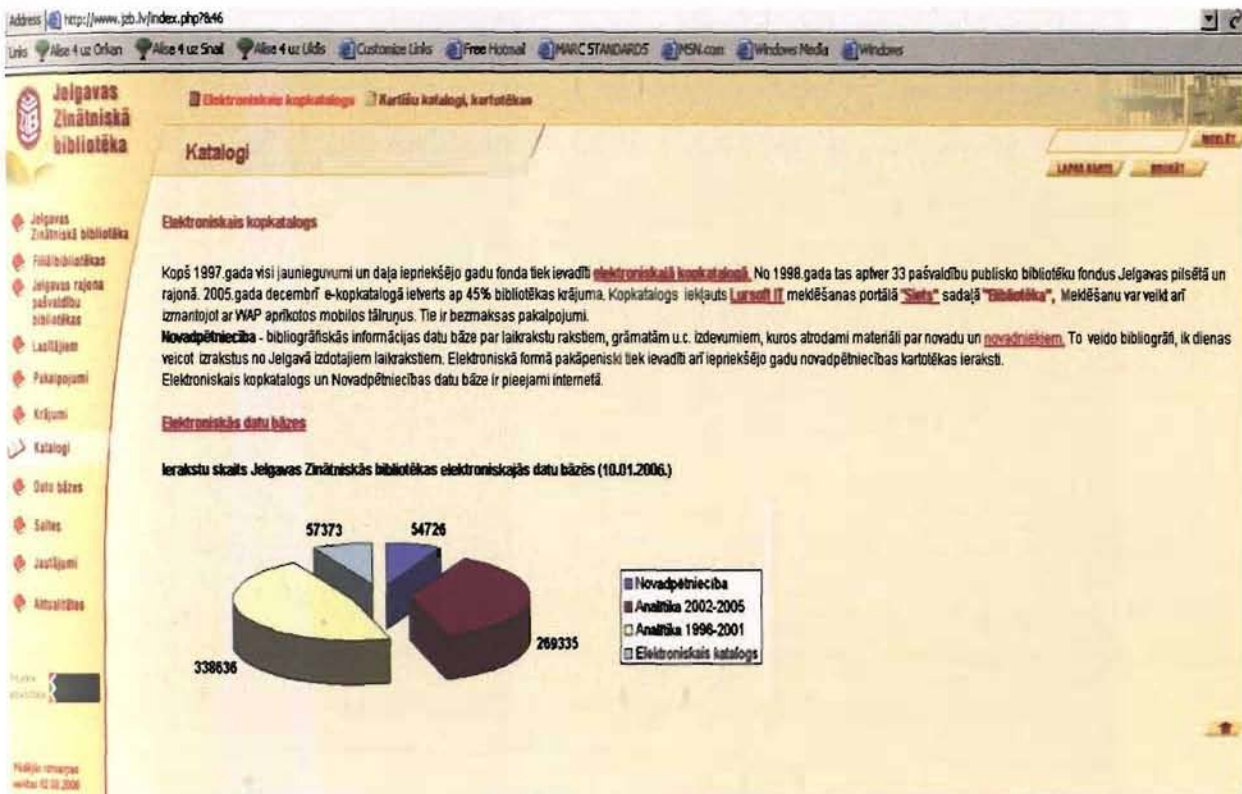 Address http://www.jzb.lv/index.php?&46
Links Alise 4 uz Orkan Alise 4 uz Snail Alise 4 uz Uldis Customize Links Free Hotmail MARC STANDARDS MSN.com Windows Media Windows
Jelgavas
Zinātniskā
bibliotēka
Elektroniskais kopkatalogs Kartīšu katalogi, kartotēkas
Katalogi
MEKLĒT
LAPAS KARTE DRUKĀT
Jelgavas
Zinātniskā bibliotēka
Filiālbibliotēkas
Jelgavas rajona
pašvaldību
bibliotēkas
Lasītājiem
Pakalpojumi
Krājumi
Katalogi
Datu bāzes
Saites
Jautājumi
Aktualitātes
Elektroniskais kopkatalogs
Kopš 1997.gada visi jaunieguvumi un daļa iepriekšējo gadu fonda tiek ievadīti elektroniskajā kopkatalogā. No 1998.gada tas aptver 33 pašvaldību publisko bibliotēku fondus Jelgavas pilsētā un
rajonā. 2005.gada decembrī e-kopkatalogā ietverts ap 45% bibliotēkas krājuma. Kopkatalogs iekļauts Lursoft IT meklēšanas portālā "Siets" sadaļā "Bibliotēka", Meklēšanu var veikt arī
izmantojot ar WAP aprīkotos mobilos tālruņus. Tie ir bezmaksas pakalpojumi.
Novadpētniecība - bibliogrāfiskās informācijas datu bāze par laikrakstu rakstiem, grāmatām u.c. izdevumiem, kuros atrodami materiāli par novadu un novadniekiem. To veido bibliogrāfi, ik dienas
veicot izrakstus no Jelgavā izdotajiem laikrakstiem. Elektroniskā formā pakāpeniski tiek ievadīti arī iepriekšējo gadu novadpētniecības kartotēkas ieraksti.
Elektroniskais kopkatalogs un Novadpētniecības datu bāze ir pieejami internetā.
Elektroniskās datu bāzes
Ierakstu skaits Jelgavas Zinātniskās bibliotēkas elektroniskajās datu bāzēs (10.01.2006.)
57373 54726
269335
338636
Novadpētniecība
Analītika 2002-2005
Analītika 1996-2001
Elektroniskais katalogs